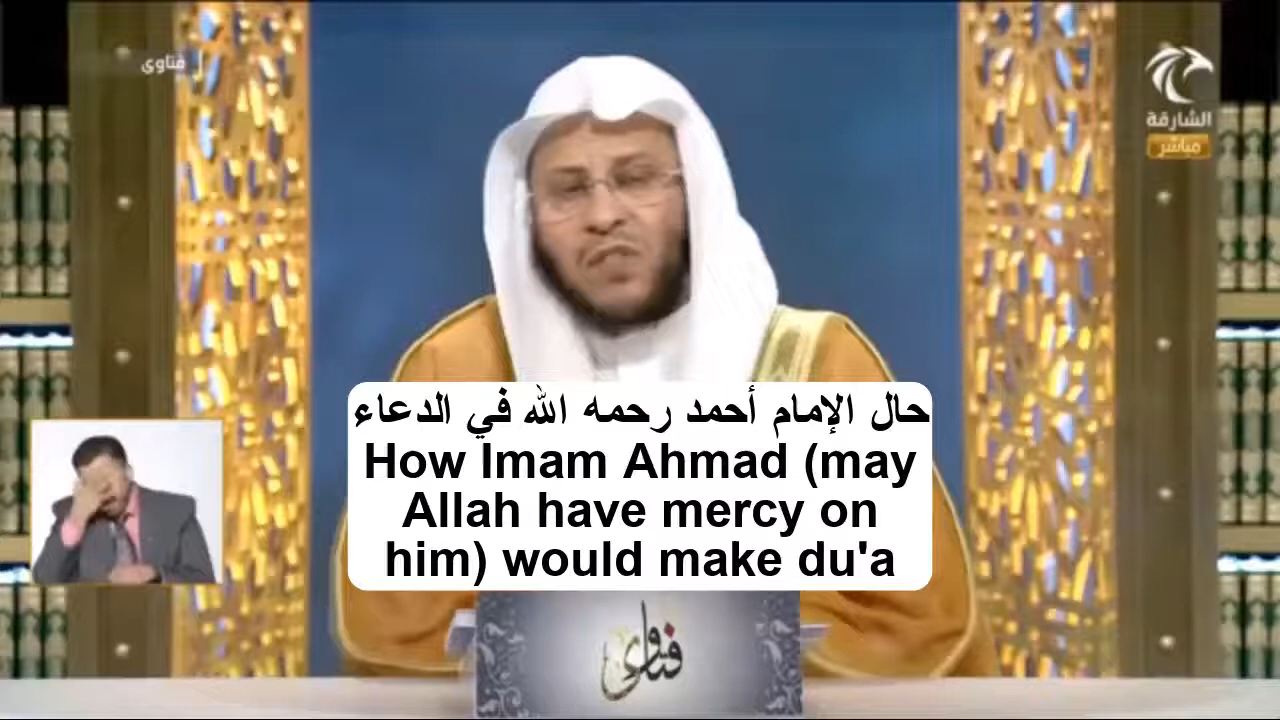 فتاوى
الشارقة
مباشر
حال الإمام أحمد رحمه الله في الدعاء
How Imam Ahmad (may
Allah have mercy on
him) would make du'a
فتاوى